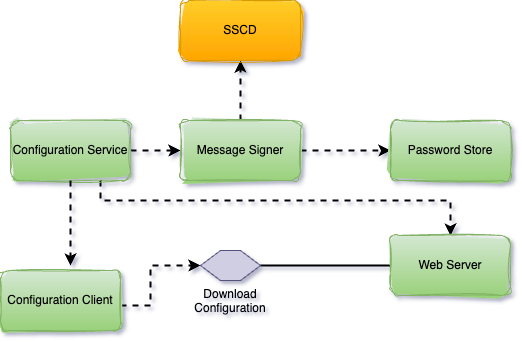 SSCD
Configuration Service
Message Signer
Password Store
Web Server
Configuration Client
Download
Configuration